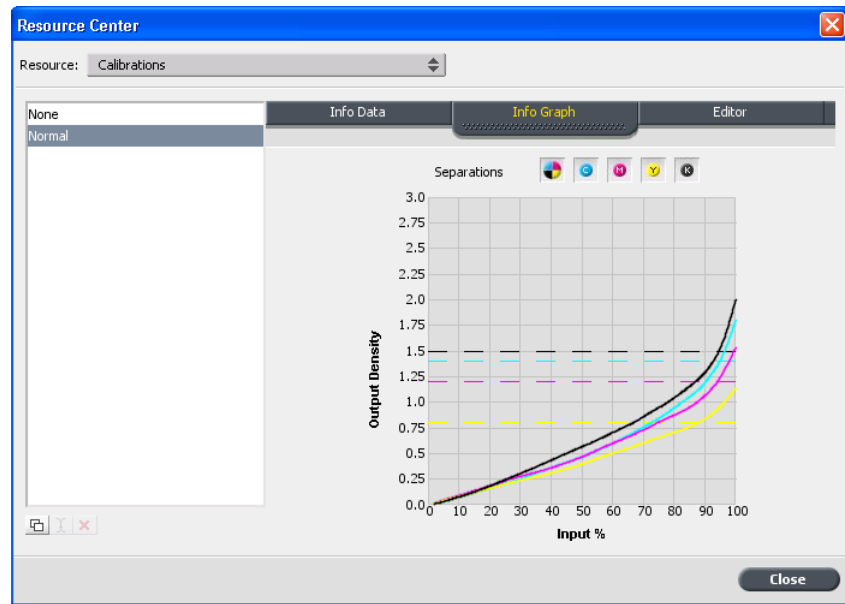 Resource Center
Resource: Calibrations
None
Normal
Info Data
Info Graph
Editor
Separations
C
M
Y
K
3.0
2.75
2.5
2.25
2.0
1.75
1.5
1.25
1.0
0.75
0.5
0.25
0.0
Output Density
0 10 20 30 40 50 60 70 80 90 100
Input %
Close